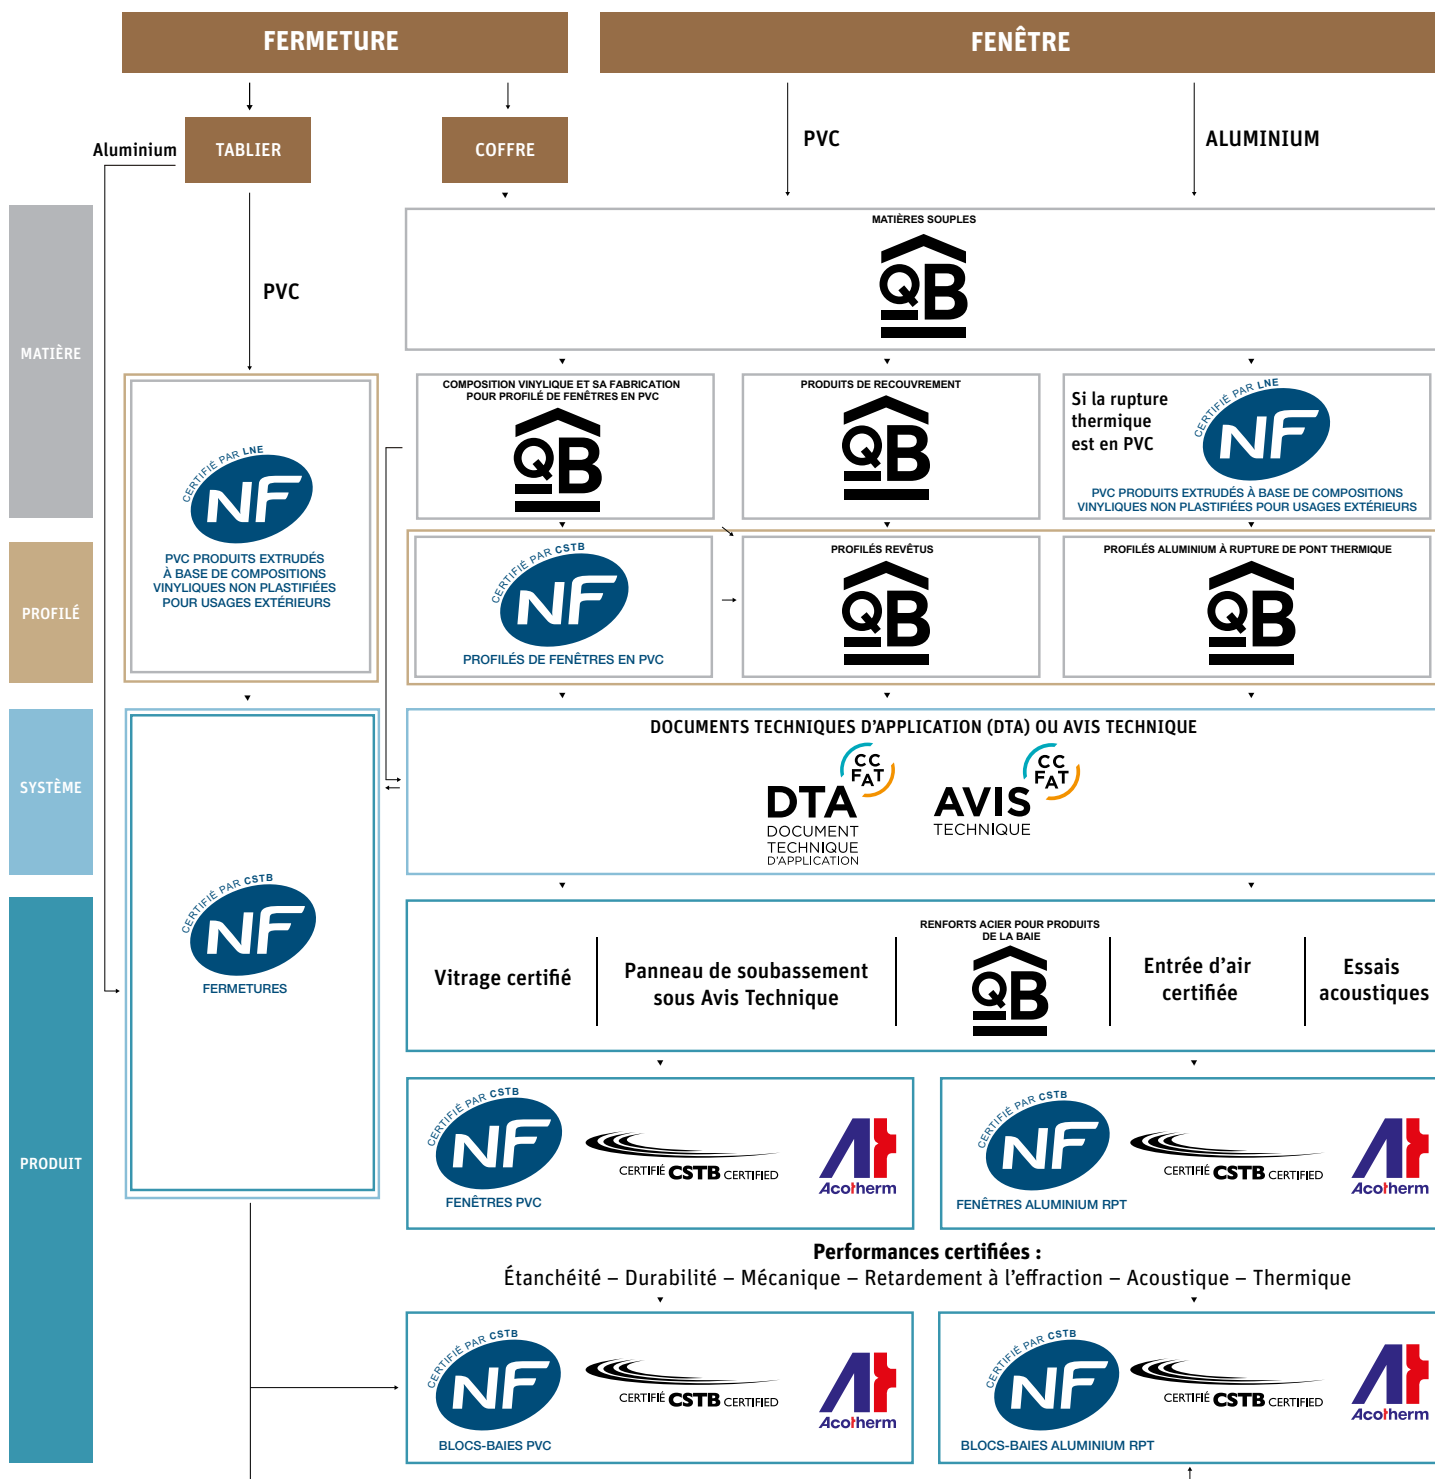 FERMETURE
FENÊTRE
Aluminium
TABLIER
COFFRE
PVC
ALUMINIUM
MATIÈRE
PVC
MATIÈRES SOUPLES
QB
CERTIFIÉ PAR LNE
NF
PVC PRODUITS EXTRUDÉS
À BASE DE COMPOSITIONS
VINYLIQUES NON PLASTIFIÉES
POUR USAGES EXTÉRIEURS
COMPOSITION VINYLIQUE ET SA FABRICATION
POUR PROFILÉ DE FENÊTRES EN PVC
QB
PRODUITS DE RECOUVREMENT
QB
Si la rupture
thermique
est en PVC
CERTIFIÉ PAR LNE
NF
PVC PRODUITS EXTRUDÉS À BASE DE COMPOSITIONS
VINYLIQUES NON PLASTIFIÉES POUR USAGES EXTÉRIEURS
PROFILÉ
CERTIFIÉ PAR CSTB
NF
PROFILÉS DE FENÊTRES EN PVC
PROFILÉS REVÊTUS
QB
PROFILÉS ALUMINIUM À RUPTURE DE PONT THERMIQUE
QB
SYSTÈME
DOCUMENTS TECHNIQUES D'APPLICATION (DTA) OU AVIS TECHNIQUE
CC
FAT
DTA
DOCUMENT
TECHNIQUE
D'APPLICATION
CC
FAT
AVIS
TECHNIQUE
PRODUIT
CERTIFIÉ PAR CSTB
NF
FERMETURES
Vitrage certifié
Panneau de soubassement
sous Avis Technique
RENFORTS ACIER POUR PRODUITS
DE LA BAIE
QB
Entrée d'air
certifiée
Essais
acoustiques
CERTIFIÉ PAR CSTB
NF
FENÊTRES PVC
CERTIFIÉ CSTB CERTIFIED
Acotherm
CERTIFIÉ PAR CSTB
NF
FENÊTRES ALUMINIUM RPT
CERTIFIÉ CSTB CERTIFIED
Acotherm
Performances certifiées :
Étanchéité – Durabilité – Mécanique – Retardement à l'effraction – Acoustique – Thermique
CERTIFIÉ PAR CSTB
NF
BLOCS-BAIES PVC
CERTIFIÉ CSTB CERTIFIED
Acotherm
CERTIFIÉ PAR CSTB
NF
BLOCS-BAIES ALUMINIUM RPT
CERTIFIÉ CSTB CERTIFIED
Acotherm